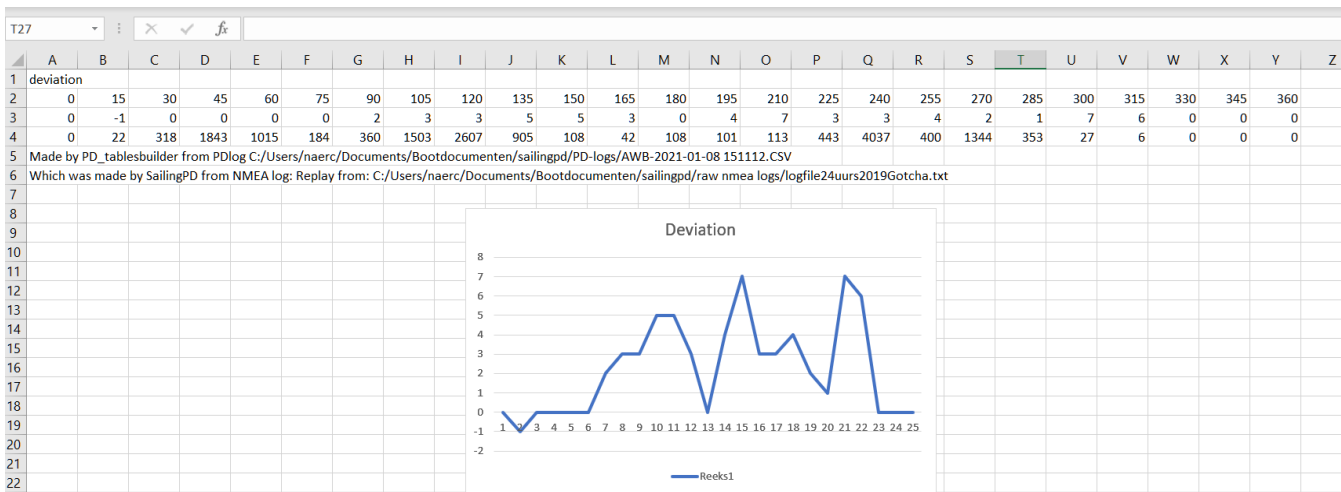 T27 fx
A B C D E F G H I J K L M N O P Q R S T U V W X Y Z
1 deviation
2 0 15 30 45 60 75 90 105 120 135 150 165 180 195 210 225 240 255 270 285 300 315 330 345 360
3 0 -1 0 0 0 0 2 3 3 5 5 3 0 4 7 3 3 4 2 1 7 6 0 0 0
4 0 22 318 1843 1015 184 360 1503 2607 905 108 42 108 101 113 443 4037 400 1344 353 27 6 0 0 0
5 Made by PD_tablesbuilder from PDlog C:/Users/naerc/Documents/Bootdocumenten/sailingpd/PD-logs/AWB-2021-01-08 151112.CSV
6 Which was made by SailingPD from NMEA log: Replay from: C:/Users/naerc/Documents/Bootdocumenten/sailingpd/raw nmea logs/logfile24uurs2019Gotcha.txt
7
8
9
10
11
12
13
14
15
16
17
18
19
20
21
22
Deviation
8
7
6
5
4
3
2
1
0
-1
-2
1 2 3 4 5 6 7 8 9 10 11 12 13 14 15 16 17 18 19 20 21 22 23 24 25
Reeks1